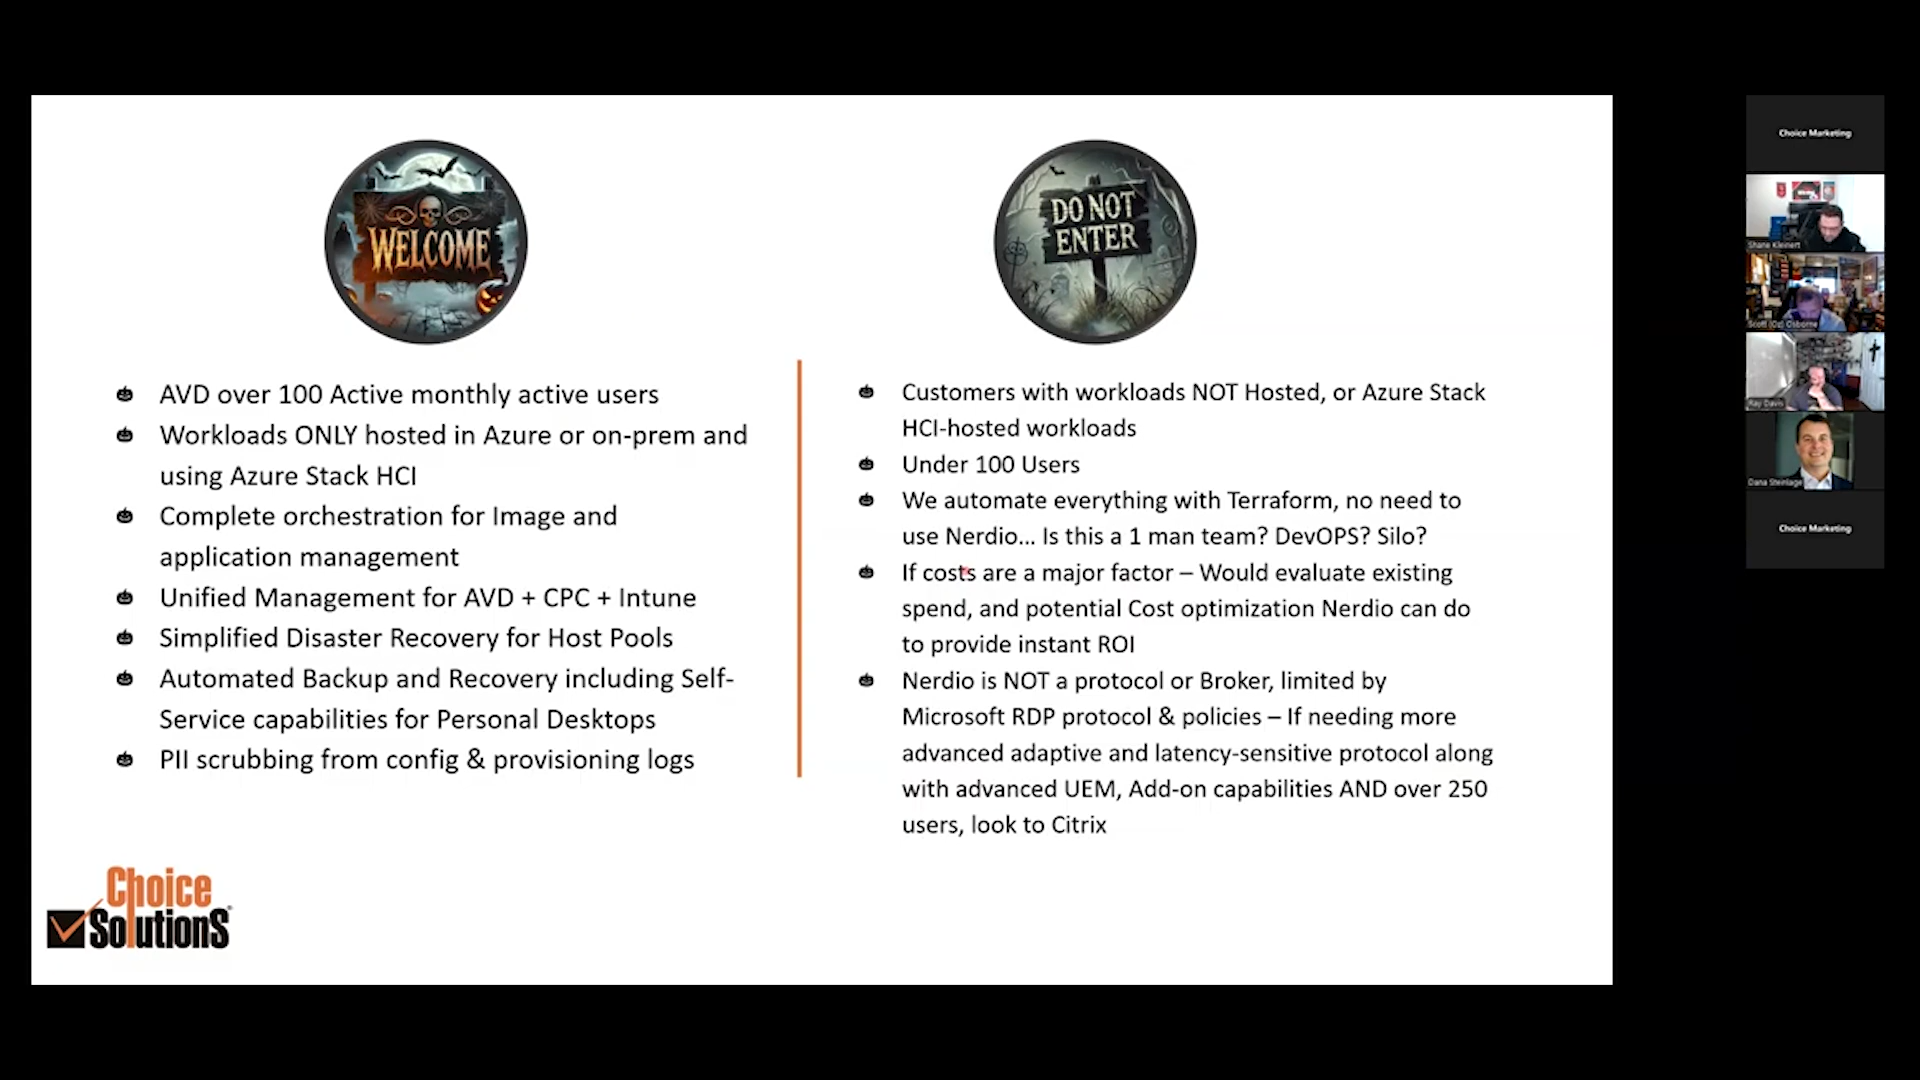 WELCOME
DO NOT
ENTER
AVD over 100 Active monthly active users
Workloads ONLY hosted in Azure or on-prem and
using Azure Stack HCI
Complete orchestration for Image and
application management
Unified Management for AVD + CPC + Intune
Simplified Disaster Recovery for Host Pools
Automated Backup and Recovery including Self-
Service capabilities for Personal Desktops
PII scrubbing from config & provisioning logs
Customers with workloads NOT Hosted, or Azure Stack
HCI-hosted workloads
Under 100 Users
We automate everything with Terraform, no need to
use Nerdio... Is this a 1 man team? DevOPS? Silo?
If costs are a major factor – Would evaluate existing
spend, and potential Cost optimization Nerdio can do
to provide instant ROI
Nerdio is NOT a protocol or Broker, limited by
Microsoft RDP protocol & policies – If needing more
advanced adaptive and latency-sensitive protocol along
with advanced UEM, Add-on capabilities AND over 250
users, look to Citrix
Choice
SolutionS
Choice Marketing
Shane Kleinert
Scott (Oz) Osborne
Ray Davis
Dana Steinlage
Choice Marketing